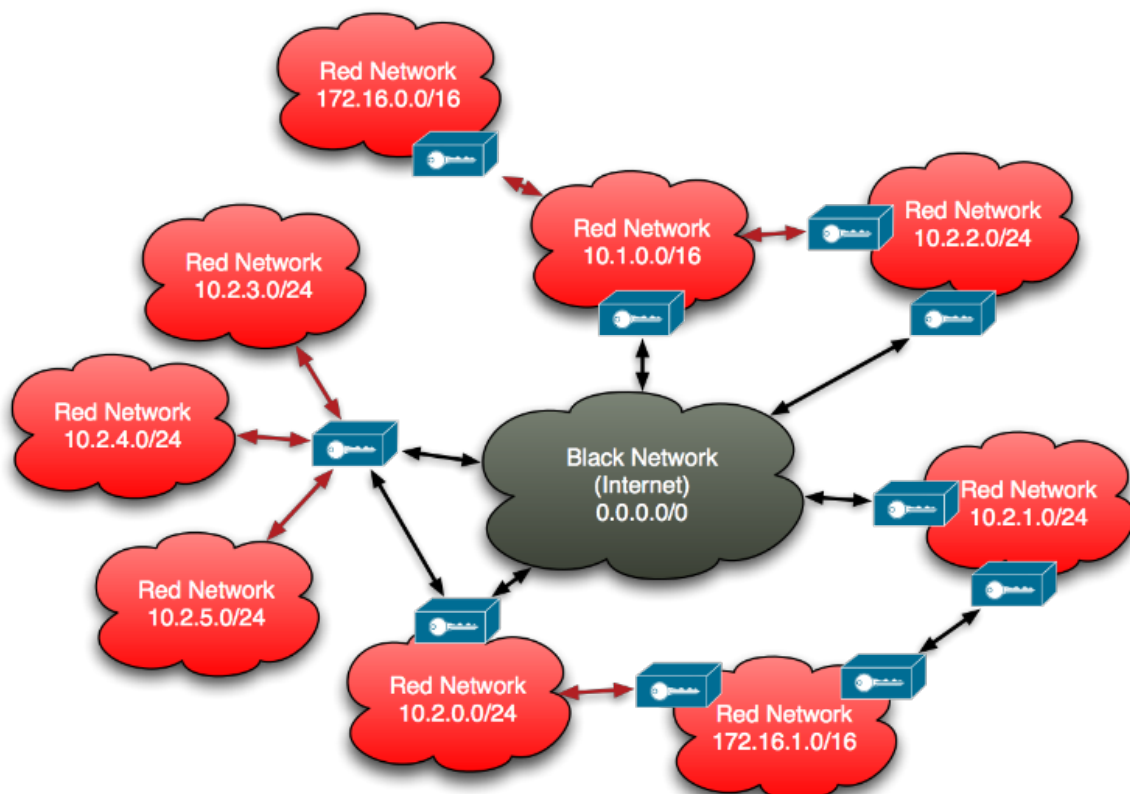 Red Network
172.16.0.0/16
Red Network
10.1.0.0/16
Red Network
10.2.2.0/24
Red Network
10.2.3.0/24
Red Network
10.2.4.0/24
Black Network
(Internet)
0.0.0.0/0
Red Network
10.2.1.0/24
Red Network
10.2.5.0/24
Red Network
10.2.0.0/24
Red Network
172.16.1.0/16